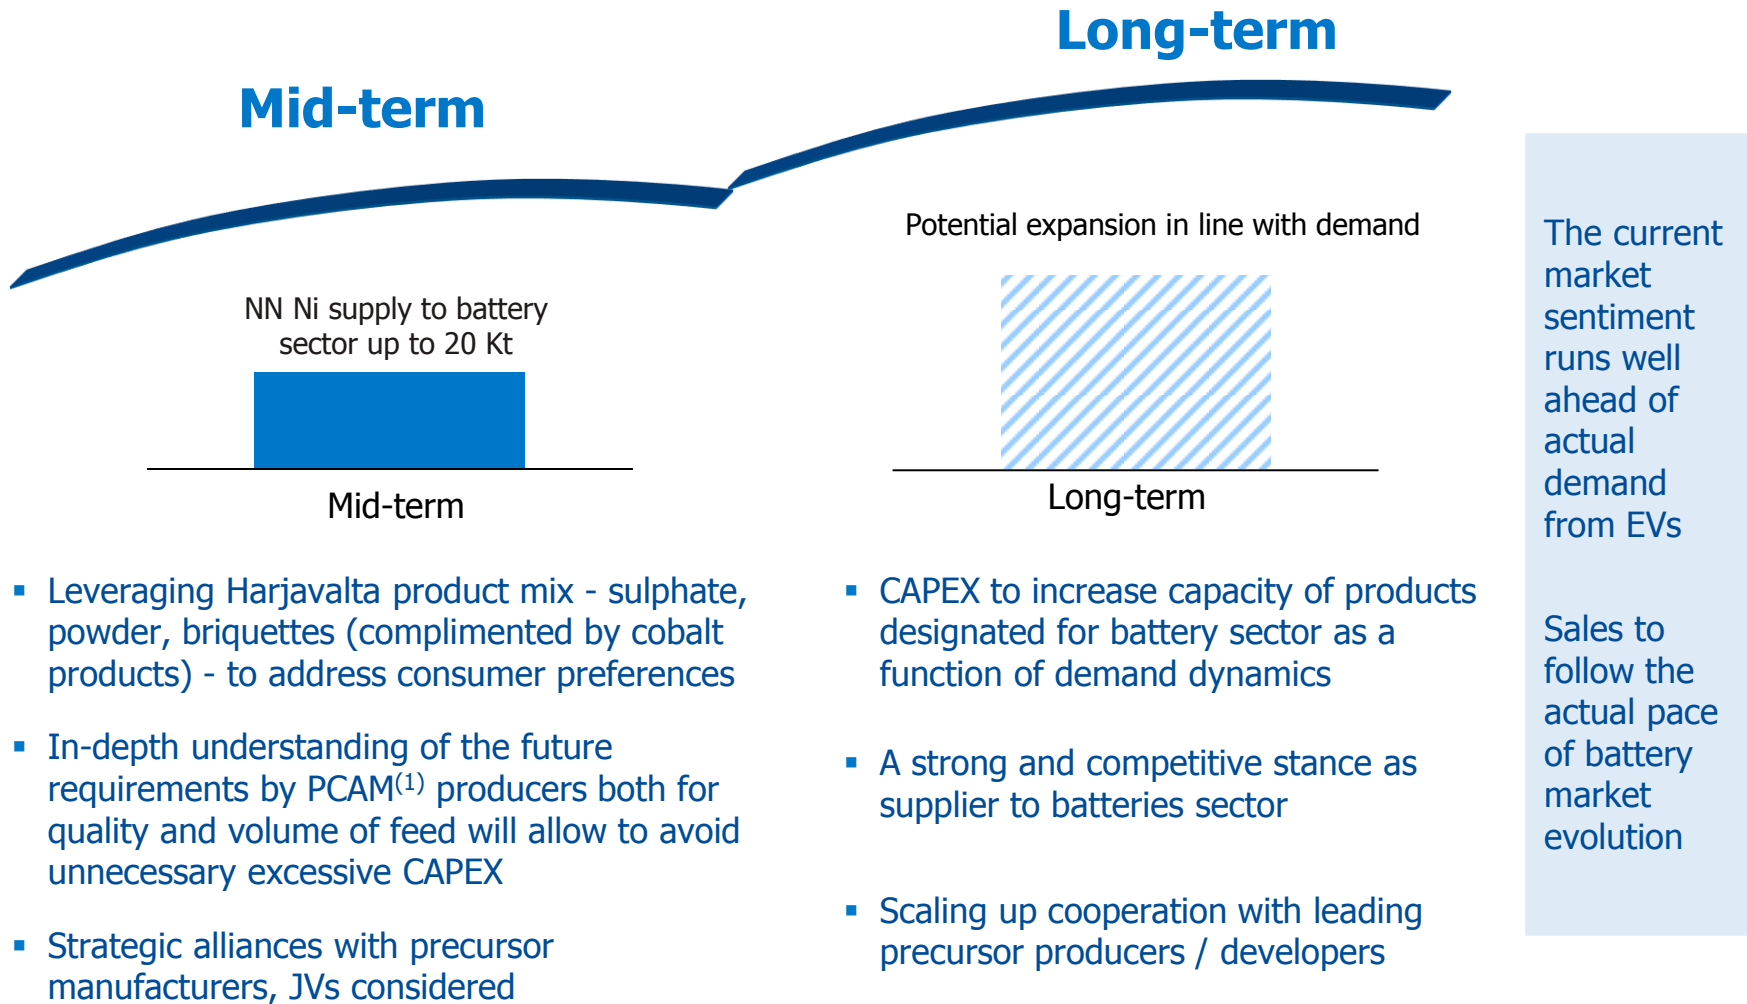 Long-term
Mid-term
Potential expansion in line with demand
NN Ni supply to battery
sector up to 20 Kt
Mid-term
Long-term
▪ Leveraging Harjavalta product mix - sulphate,
powder, briquettes (complimented by cobalt
products) - to address consumer preferences
▪ In-depth understanding of the future
requirements by PCAM(1) producers both for
quality and volume of feed will allow to avoid
unnecessary excessive CAPEX
▪ Strategic alliances with precursor
manufacturers, JVs considered
▪ CAPEX to increase capacity of products
designated for battery sector as a
function of demand dynamics
▪ A strong and competitive stance as
supplier to batteries sector
▪ Scaling up cooperation with leading
precursor producers / developers
The current
market
sentiment
runs well
ahead of
actual
demand
from EVs
Sales to
follow the
actual pace
of battery
market
evolution